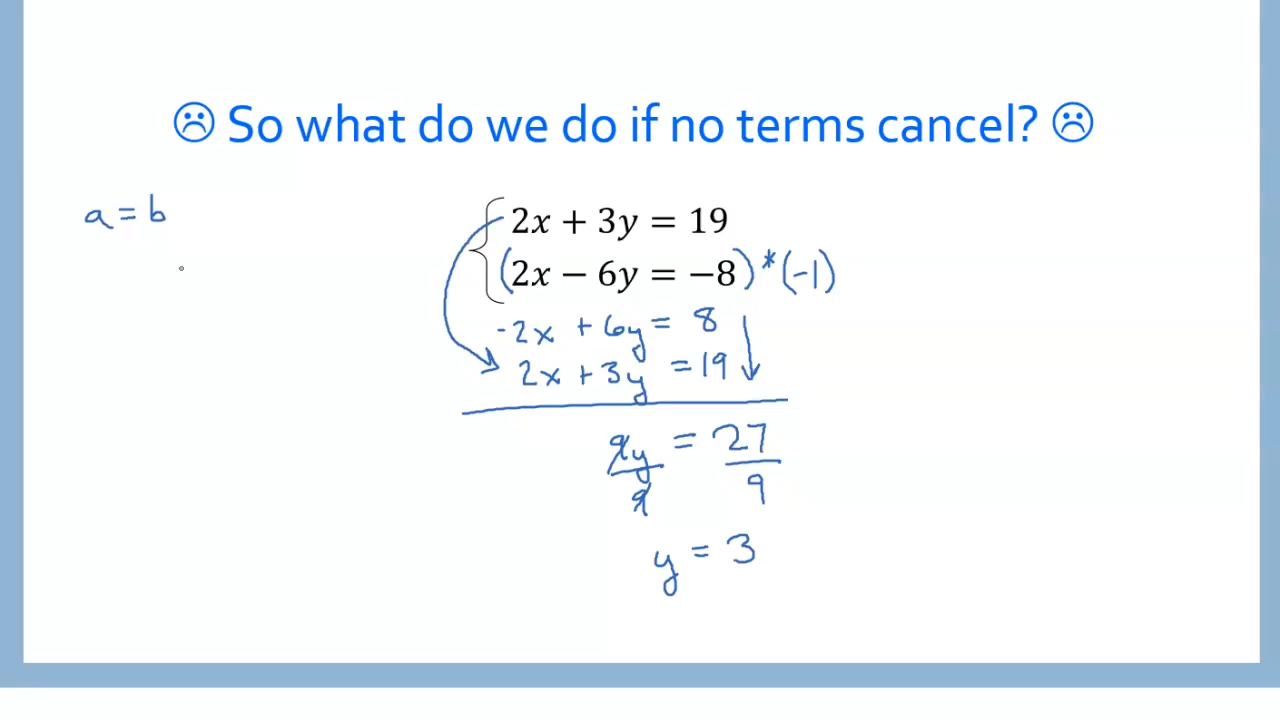 ☹ So what do we do if no terms cancel? ☹
a = b
2x + 3y = 19
(2x − 6y = −8) * (-1)
-2x + 6y = 8
2x + 3y = 19
9y = 27
9 9
y = 3